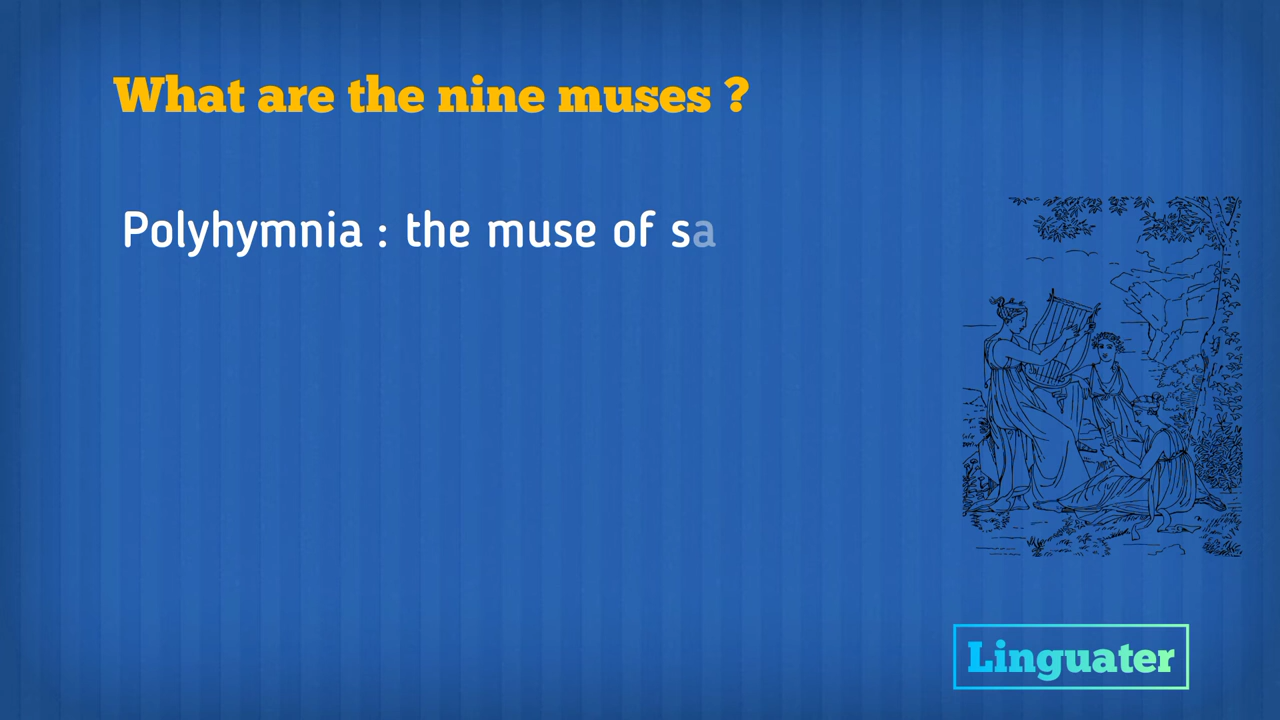 What are the nine muses ?
Polyhymnia : the muse of sa
Linguater